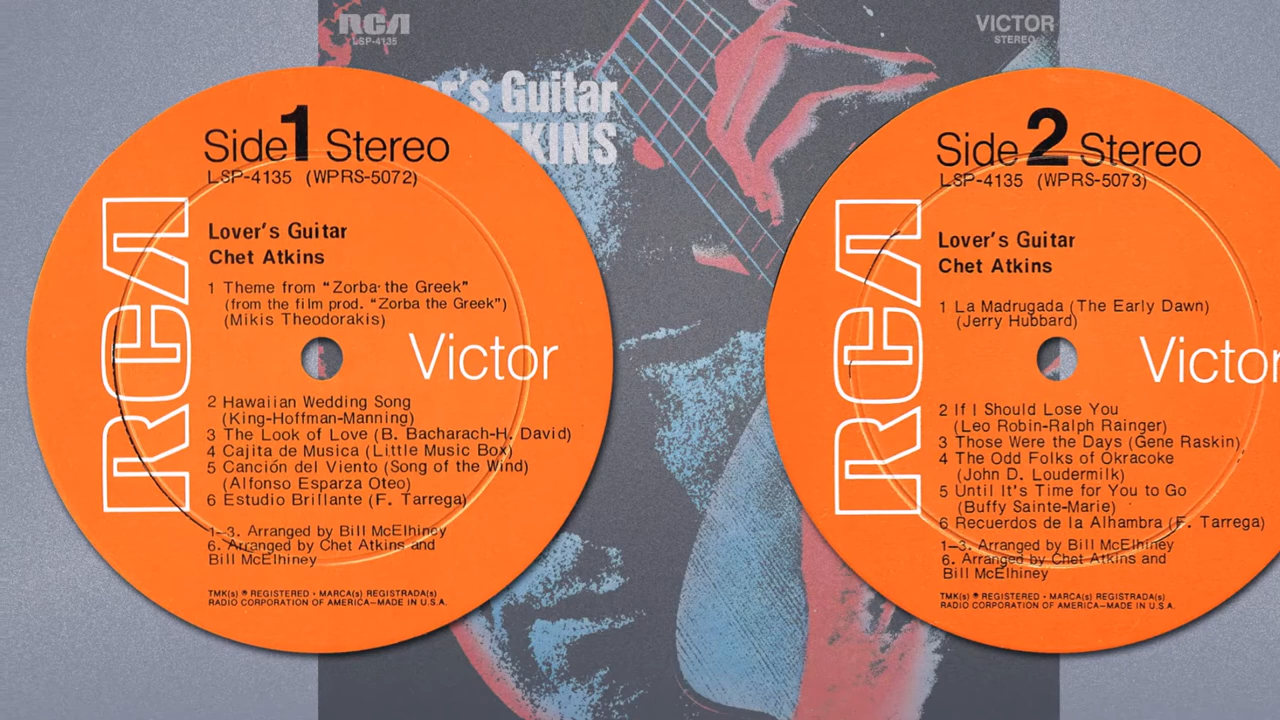 RCA
LSP-4135
VICTOR
STEREO
Guitar
Side 1 Stereo
LSP-4135 (WPRS-5072)
RCA
Lover's Guitar
Chet Atkins
1 Theme from "Zorba the Greek"
(from the film prod. "Zorba the Greek")
(Mikis Theodorakis)
Victor
2 Hawaiian Wedding Song
(King-Hoffman-Manning)
3 The Look of Love (B. Bacharach-H. David)
4 Cajita de Musica (Little Music Box)
5 Canción del Viento (Song of the Wind)
(Alfonso Esparza Oteo)
6 Estudio Brillante (F. Tarrega)
1–3. Arranged by Bill McElhiney
6. Arranged by Chet Atkins and
Bill McElhiney
TMK(s) ® REGISTERED • MARCA(s) REGISTRADA(s)
RADIO CORPORATION OF AMERICA—MADE IN U.S.A.
Side 2 Stereo
LSP-4135 (WPRS-5073)
RCA
Lover's Guitar
Chet Atkins
1 La Madrugada (The Early Dawn)
(Jerry Hubbard)
Victor
2 If I Should Lose You
(Leo Robin-Ralph Rainger)
3 Those Were the Days (Gene Raskin)
4 The Odd Folks of Okracoke
(John D. Loudermilk)
5 Until It's Time for You to Go
(Buffy Sainte-Marie)
6 Recuerdos de la Alhambra (F. Tarrega)
1–3. Arranged by Bill McElhiney
6. Arranged by Chet Atkins and
Bill McElhiney
TMK(s) ® REGISTERED • MARCA(s) REGISTRADA(s)
RADIO CORPORATION OF AMERICA—MADE IN U.S.A.